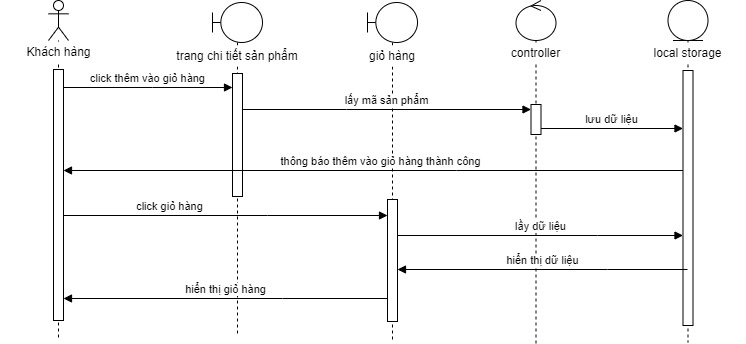 Khách hàng
trang chi tiết sản phẩm
giỏ hàng
controller
local storage
click thêm vào giỏ hàng
lấy mã sản phẩm
lưu dữ liệu
thông báo thêm vào giỏ hàng thành công
click giỏ hàng
lầy dữ liệu
hiển thị dữ liệu
hiển thị giỏ hàng